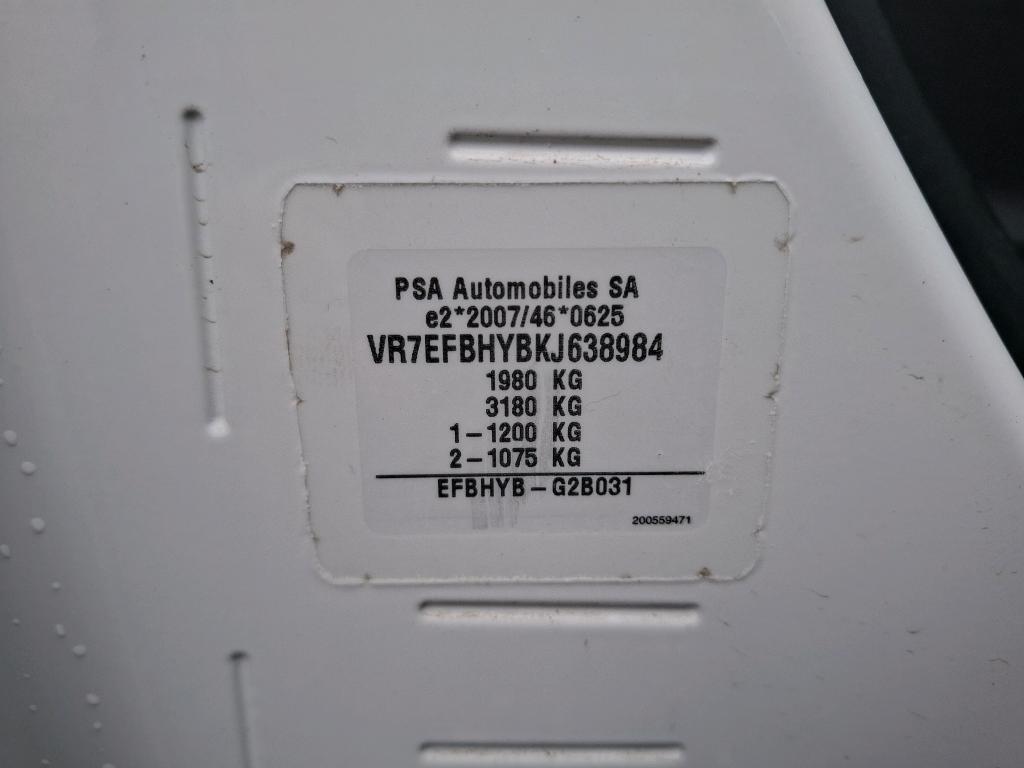 PSA Automobiles SA
e2*2007/46*0625
VR7EFBHYBKJ638984
1980 KG
3180 KG
1-1200 KG
2-1075 KG
EFBHYB-G2B031
200559471